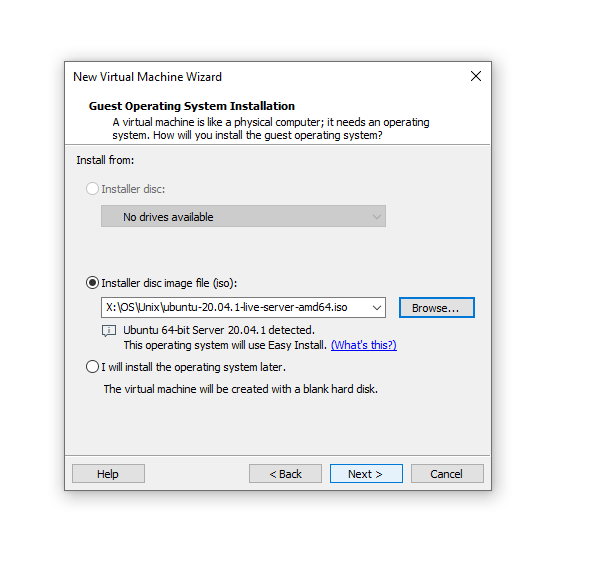 New Virtual Machine Wizard
Guest Operating System Installation
A virtual machine is like a physical computer; it needs an operating
system. How will you install the guest operating system?
Install from:
Installer disc:
No drives available
Installer disc image file (iso):
X:\OS\Unix\ubuntu-20.04.1-live-server-amd64.iso
Browse...
Ubuntu 64-bit Server 20.04.1 detected.
This operating system will use Easy Install. (What's this?)
I will install the operating system later.
The virtual machine will be created with a blank hard disk.
Help
< Back
Next >
Cancel